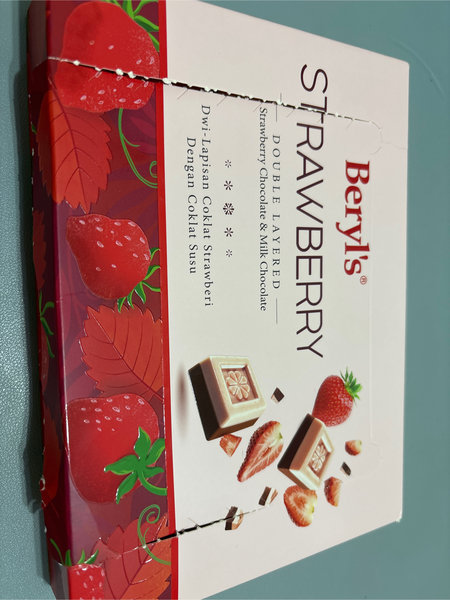 Beryl's®
STRAWBERRY
DOUBLE LAYERED
Strawberry Chocolate & Milk Chocolate
Dwi-Lapisan Coklat Strawberi
Dengan Coklat Susu